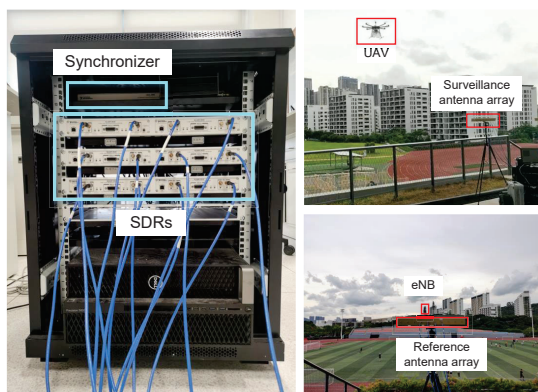 Synchronizer
SDRs
UAV
Surveillance
antenna array
eNB
Reference
antenna array